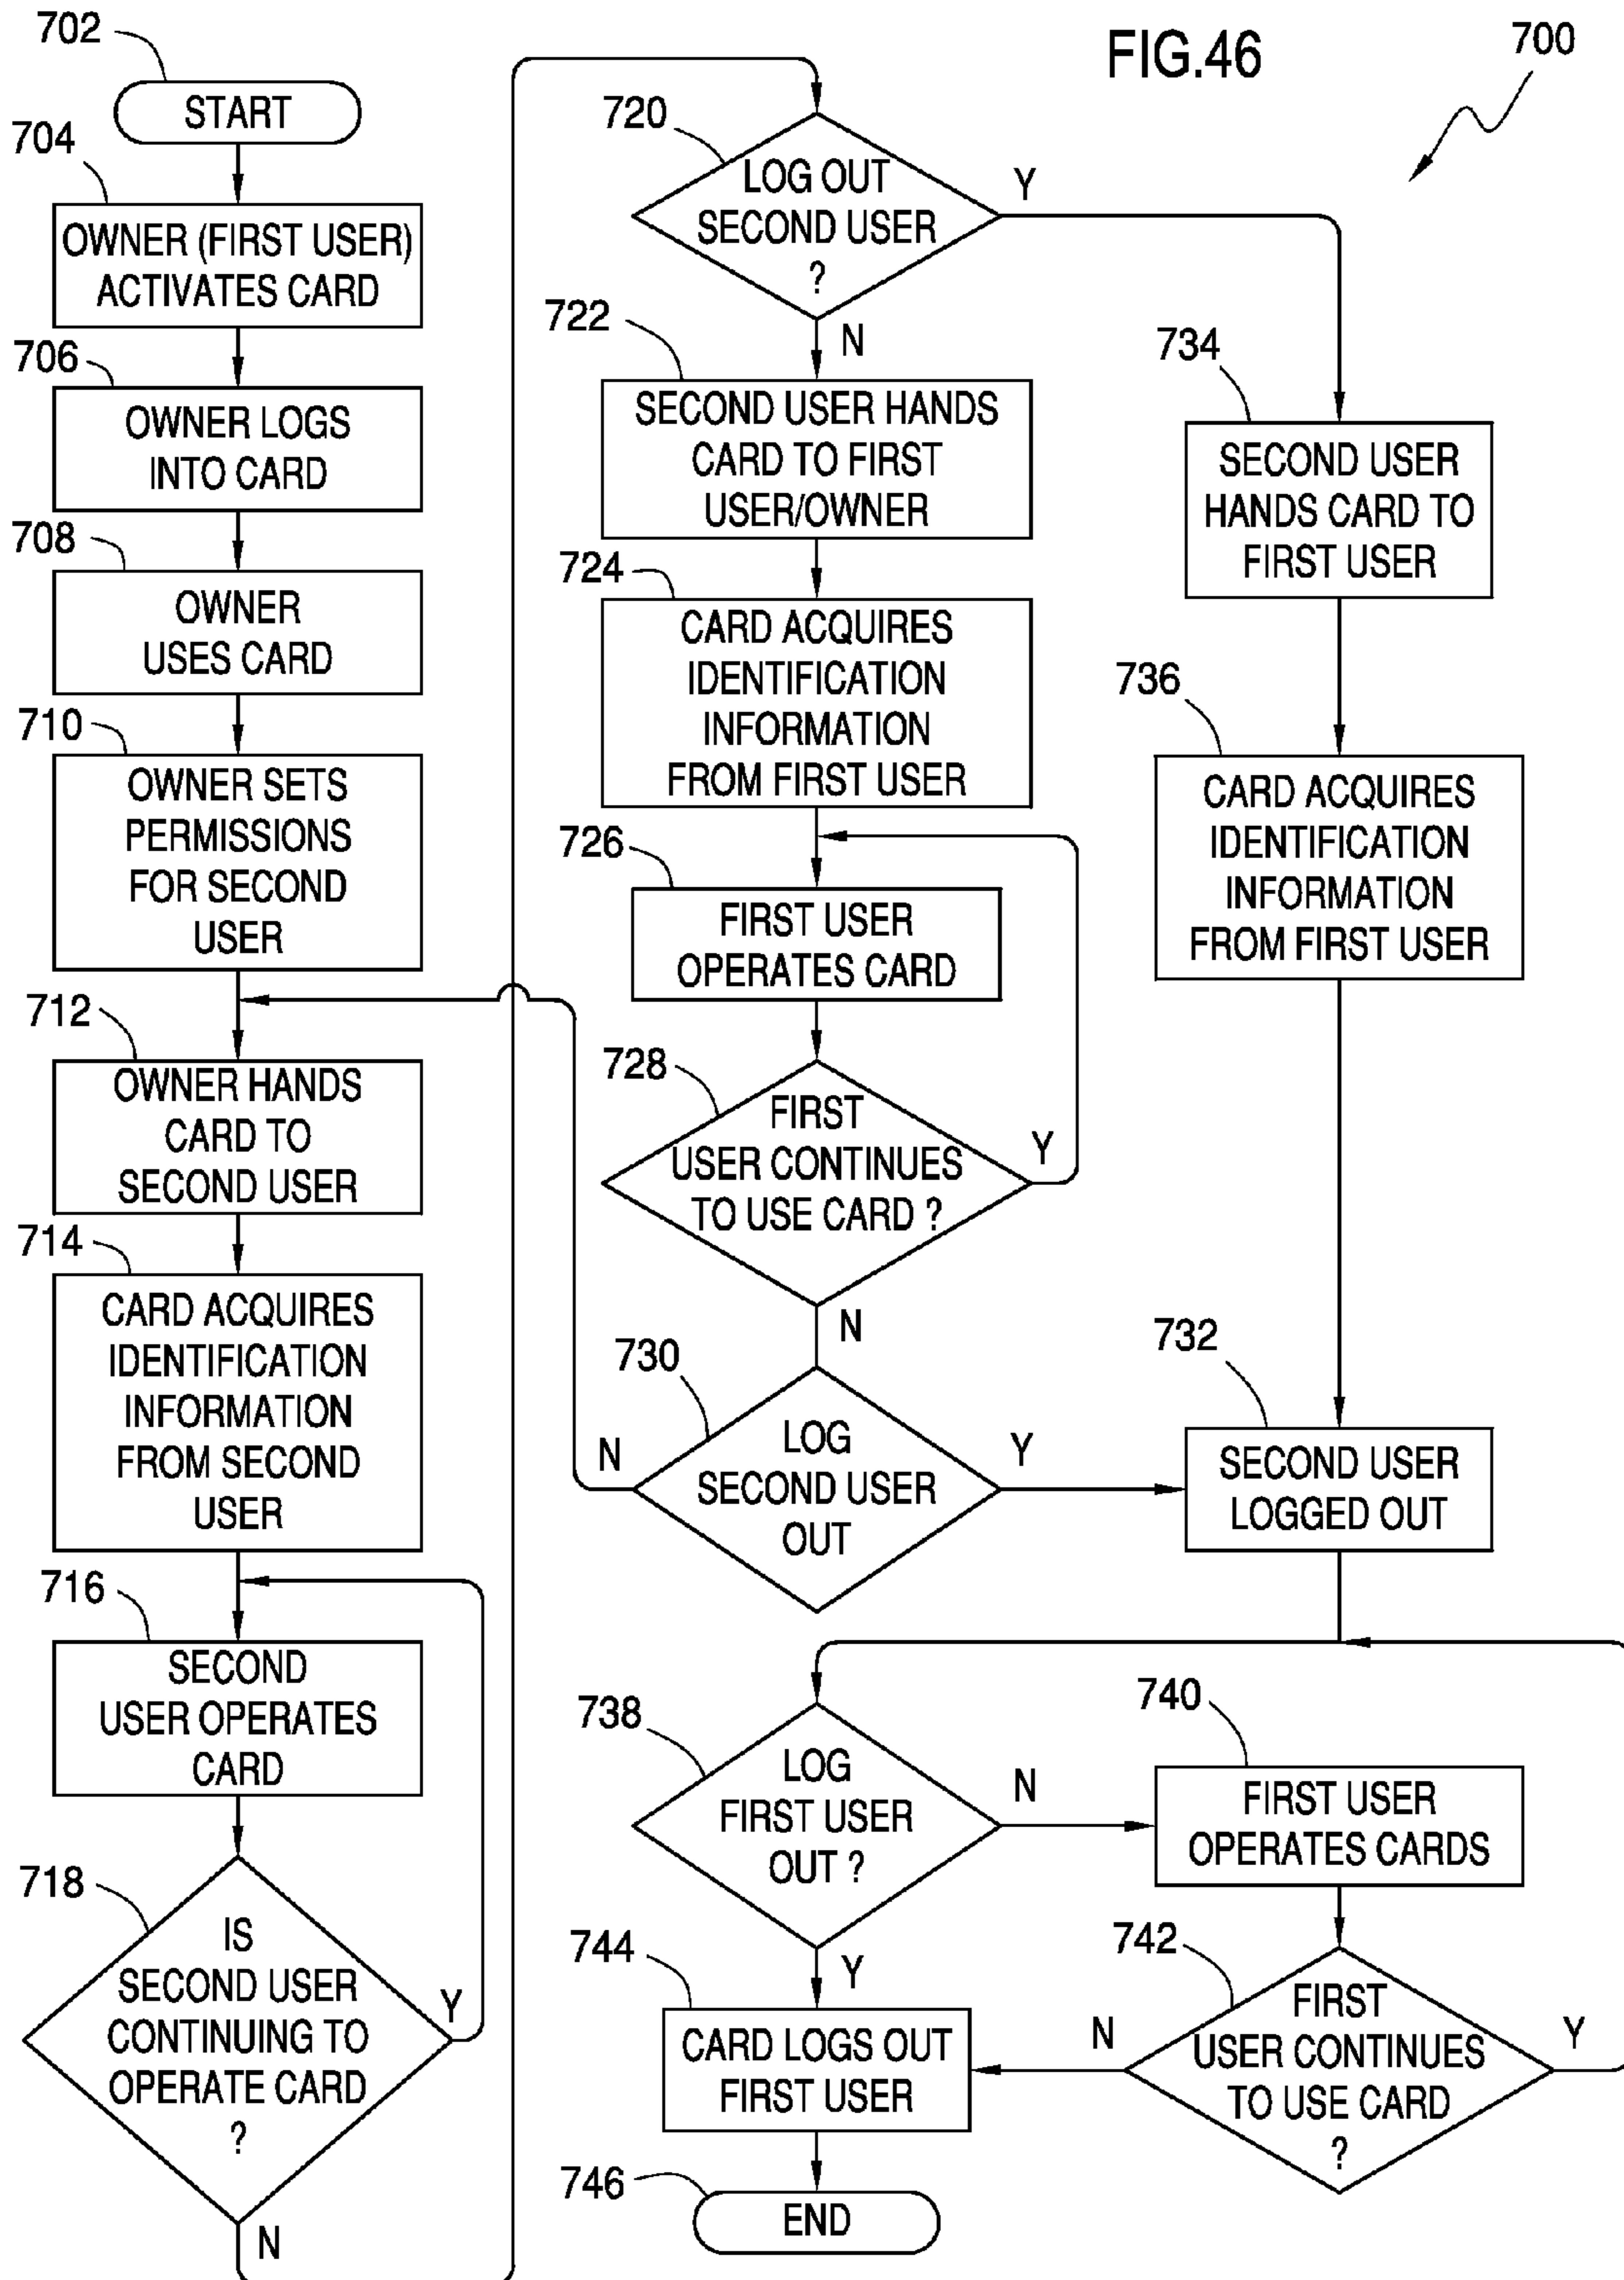 FIG.46
700
702
START
704
OWNER (FIRST USER)
ACTIVATES CARD
706
OWNER LOGS
INTO CARD
708
OWNER
USES CARD
710
OWNER SETS
PERMISSIONS
FOR SECOND
USER
712
OWNER HANDS
CARD TO
SECOND USER
714
CARD ACQUIRES
IDENTIFICATION
INFORMATION
FROM SECOND
USER
716
SECOND
USER OPERATES
CARD
718
IS
SECOND USER
CONTINUING TO
OPERATE CARD
?
Y
N
720
LOG OUT
SECOND USER
?
Y
N
722
SECOND USER HANDS
CARD TO FIRST
USER/OWNER
724
CARD ACQUIRES
IDENTIFICATION
INFORMATION
FROM FIRST USER
726
FIRST USER
OPERATES CARD
728
FIRST
USER CONTINUES
TO USE CARD ?
Y
N
730
LOG
SECOND USER
OUT
N
Y
734
SECOND USER
HANDS CARD TO
FIRST USER
736
CARD ACQUIRES
IDENTIFICATION
INFORMATION
FROM FIRST USER
732
SECOND USER
LOGGED OUT
738
LOG
FIRST USER
OUT ?
N
Y
740
FIRST USER
OPERATES CARDS
742
FIRST
USER CONTINUES
TO USE CARD
?
N
Y
744
CARD LOGS OUT
FIRST USER
746
END